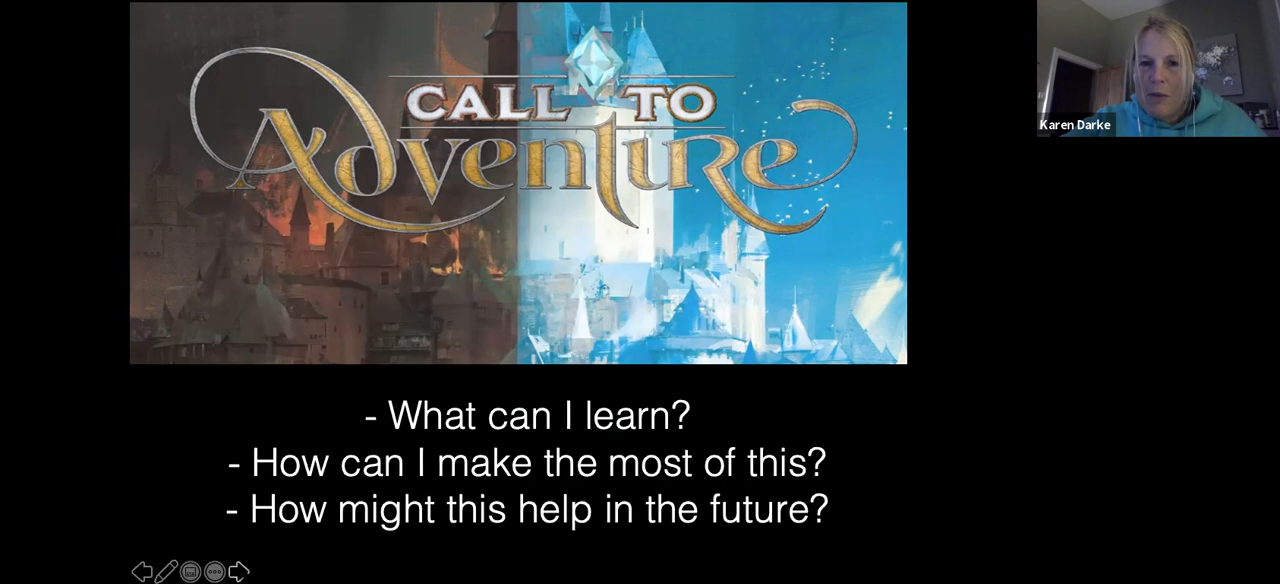 CALL TO
Adventure
Karen Darke
- What can I learn?
- How can I make the most of this?
- How might this help in the future?